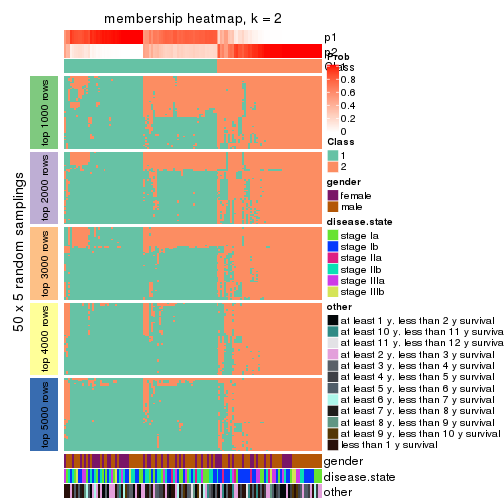 membership heatmap, k = 2
p1
p2
Prob
Class
1
0.8
0.6
0.4
0.2
0
Class
1
2
gender
female
male
disease.state
stage Ia
stage Ib
stage IIa
stage IIb
stage IIIa
stage IIIb
other
at least 1 y. less than 2 y survival
at least 10 y. less than 11 y surviva
at least 11 y. less than 12 y surviva
at least 2 y. less than 3 y survival
at least 3 y. less than 4 y survival
at least 4 y. less than 5 y survival
at least 5 y. less than 6 y survival
at least 6 y. less than 7 y survival
at least 7 y. less than 8 y survival
at least 8 y. less than 9 y survival
at least 9 y. less than 10 y survival
less than 1 y survival
50 x 5 random samplings
top 1000 rows
top 2000 rows
top 3000 rows
top 4000 rows
top 5000 rows
gender
disease.state
other